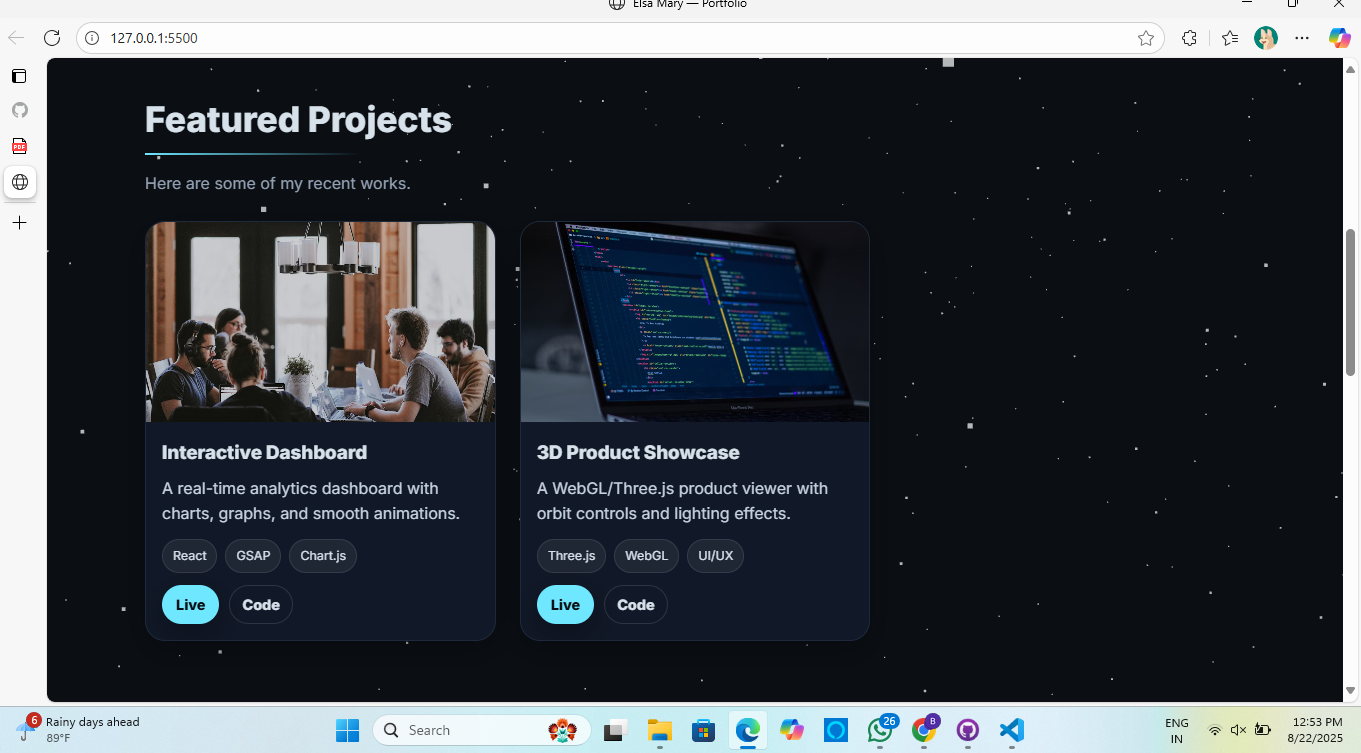 Elsa Mary — Portfolio
127.0.0.1:5500
PDF
Featured Projects
Here are some of my recent works.
Interactive Dashboard
A real-time analytics dashboard with
charts, graphs, and smooth animations.
React GSAP Chart.js
Live Code
3D Product Showcase
A WebGL/Three.js product viewer with
orbit controls and lighting effects.
Three.js WebGL UI/UX
Live Code
6
Rainy days ahead
89°F
Search
26
8
ENG
IN
12:53 PM
8/22/2025